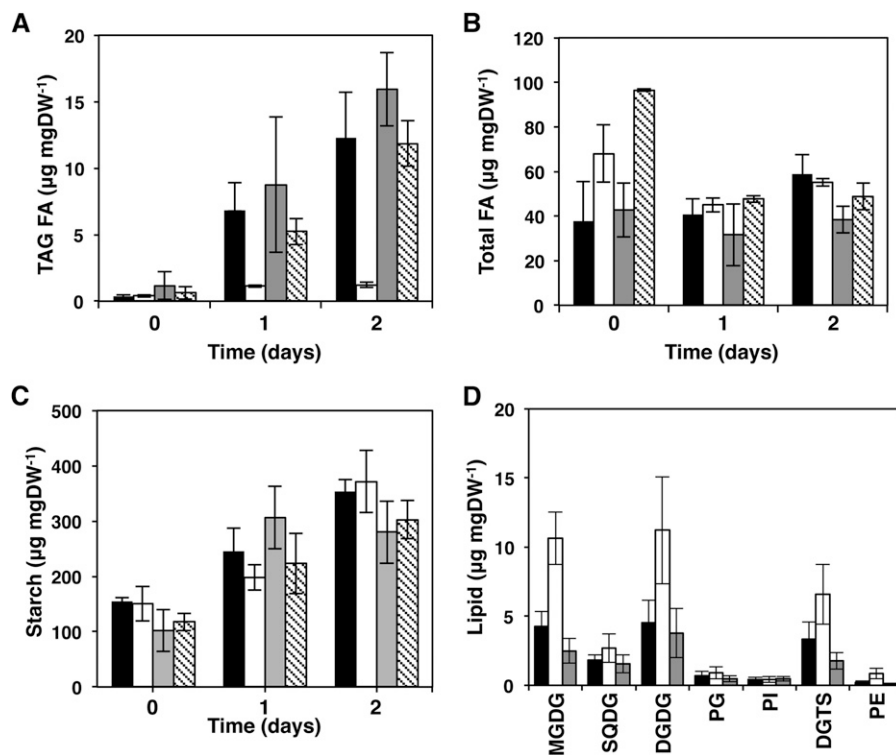 A
TAG FA (µg mgDW⁻¹)
20
15
10
5
0
0 1 2
Time (days)
B
Total FA (µg mgDW⁻¹)
120
100
80
60
40
20
0
0 1 2
Time (days)
C
Starch (µg mgDW⁻¹)
500
400
300
200
100
0
0 1 2
Time (days)
D
Lipid (µg mgDW⁻¹)
20
15
10
5
0
MGDG
SQDG
DGDG
PG
PI
DGTS
PE